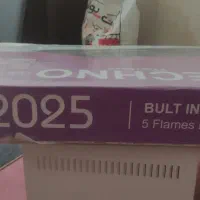 ECHNO
2025
BULT IN
5 Flames